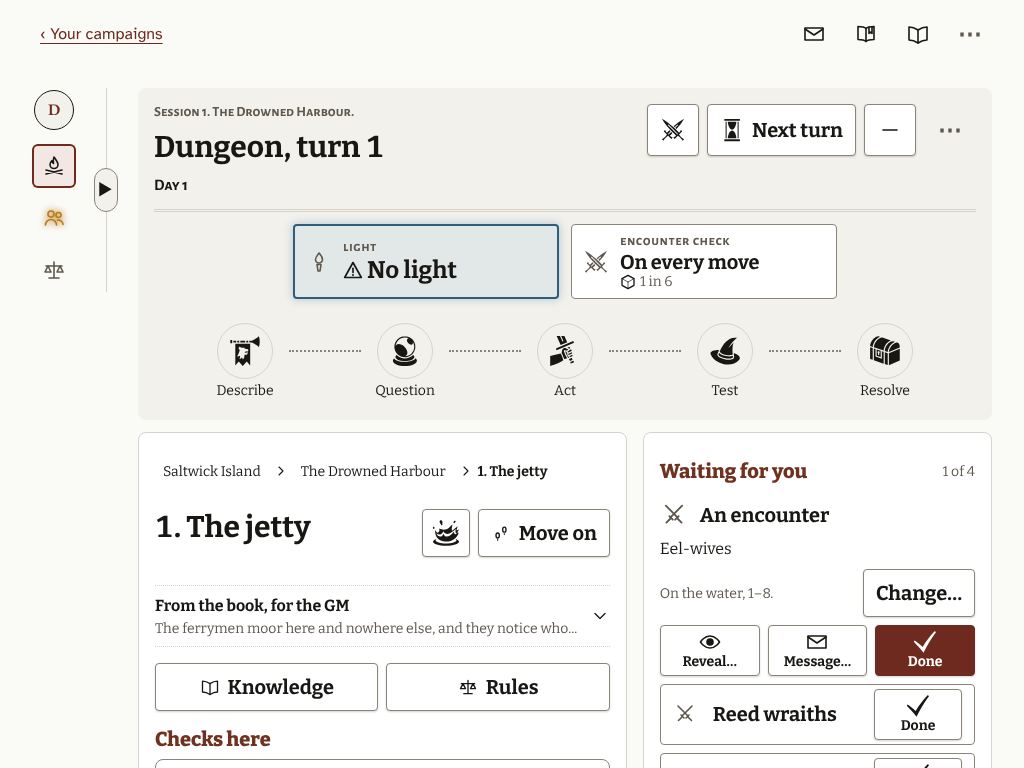 ‹ Your campaigns
D
Session 1. The Drowned Harbour.
Dungeon, turn 1
Day 1
Next turn
LIGHT
No light
ENCOUNTER CHECK
On every move
1 in 6
Describe
Question
Act
Test
Resolve
Saltwick Island
The Drowned Harbour
1. The jetty
1. The jetty
Move on
From the book, for the GM
The ferrymen moor here and nowhere else, and they notice who...
Knowledge
Rules
Checks here
Waiting for you
1 of 4
An encounter
Eel-wives
On the water, 1–8.
Change...
Reveal...
Message...
Done
Reed wraiths
Done